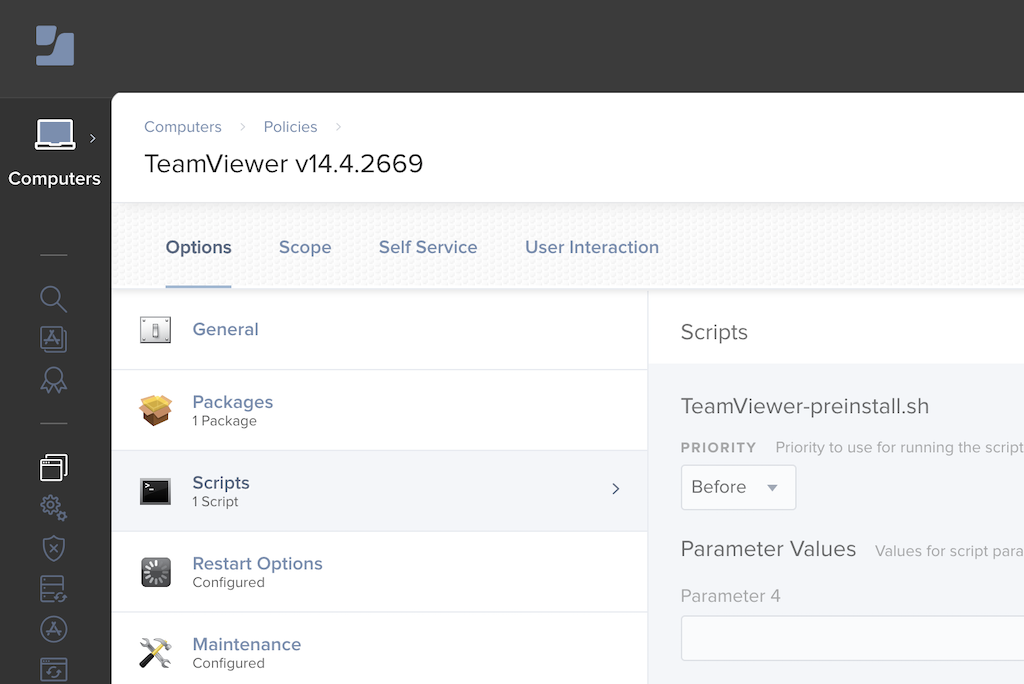 Computers
Computers > Policies >
TeamViewer v14.4.2669
Options Scope Self Service User Interaction
General
Packages
1 Package
Scripts
1 Script
Restart Options
Configured
Maintenance
Configured
Scripts
TeamViewer-preinstall.sh
PRIORITY Priority to use for running the script
Before
Parameter Values Values for script para
Parameter 4